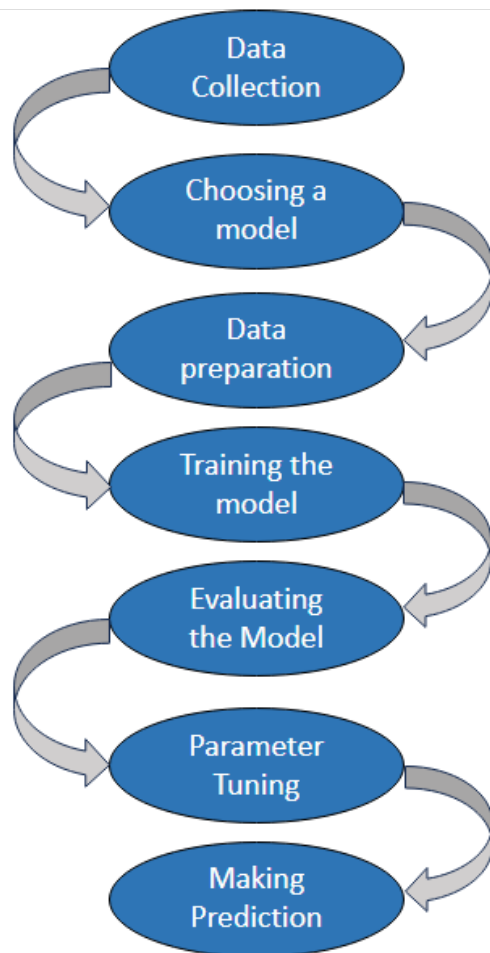 Data
Collection
Choosing a
model
Data
preparation
Training the
model
Evaluating
the Model
Parameter
Tuning
Making
Prediction